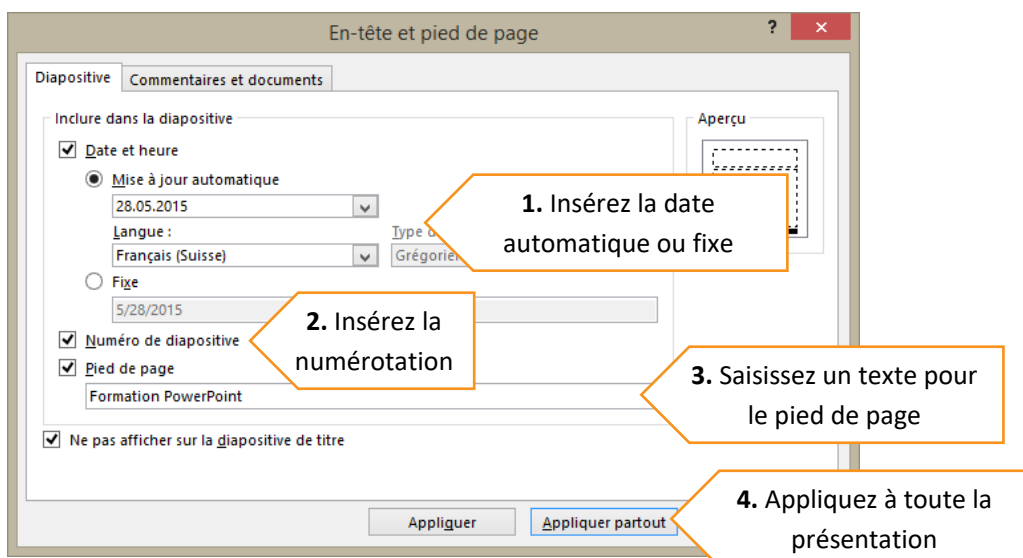 En-tête et pied de page
?
Diapositive
Commentaires et documents
Inclure dans la diapositive
Aperçu
Date et heure
Mise à jour automatique
28.05.2015
Langue :
Français (Suisse)
1. Insérez la date
automatique ou fixe
Fixe
5/28/2015
2. Insérez la
numérotation
Numéro de diapositive
Pied de page
Formation PowerPoint
3. Saisissez un texte pour
le pied de page
Ne pas afficher sur la diapositive de titre
4. Appliquez à toute la
présentation
Appliquer
Appliquer partout